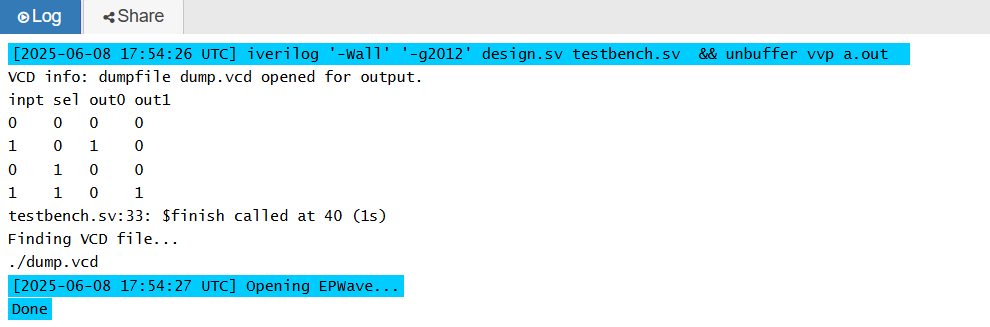 Log Share
[2025-06-08 17:54:26 UTC] iverilog '-Wall' '-g2012' design.sv testbench.sv  && unbuffer vvp a.out
VCD info: dumpfile dump.vcd opened for output.
inpt sel out0 out1
0    0   0    0
1    0   1    0
0    1   0    0
1    1   0    1
testbench.sv:33: $finish called at 40 (1s)
Finding VCD file...
./dump.vcd
[2025-06-08 17:54:27 UTC] Opening EPWave...
Done